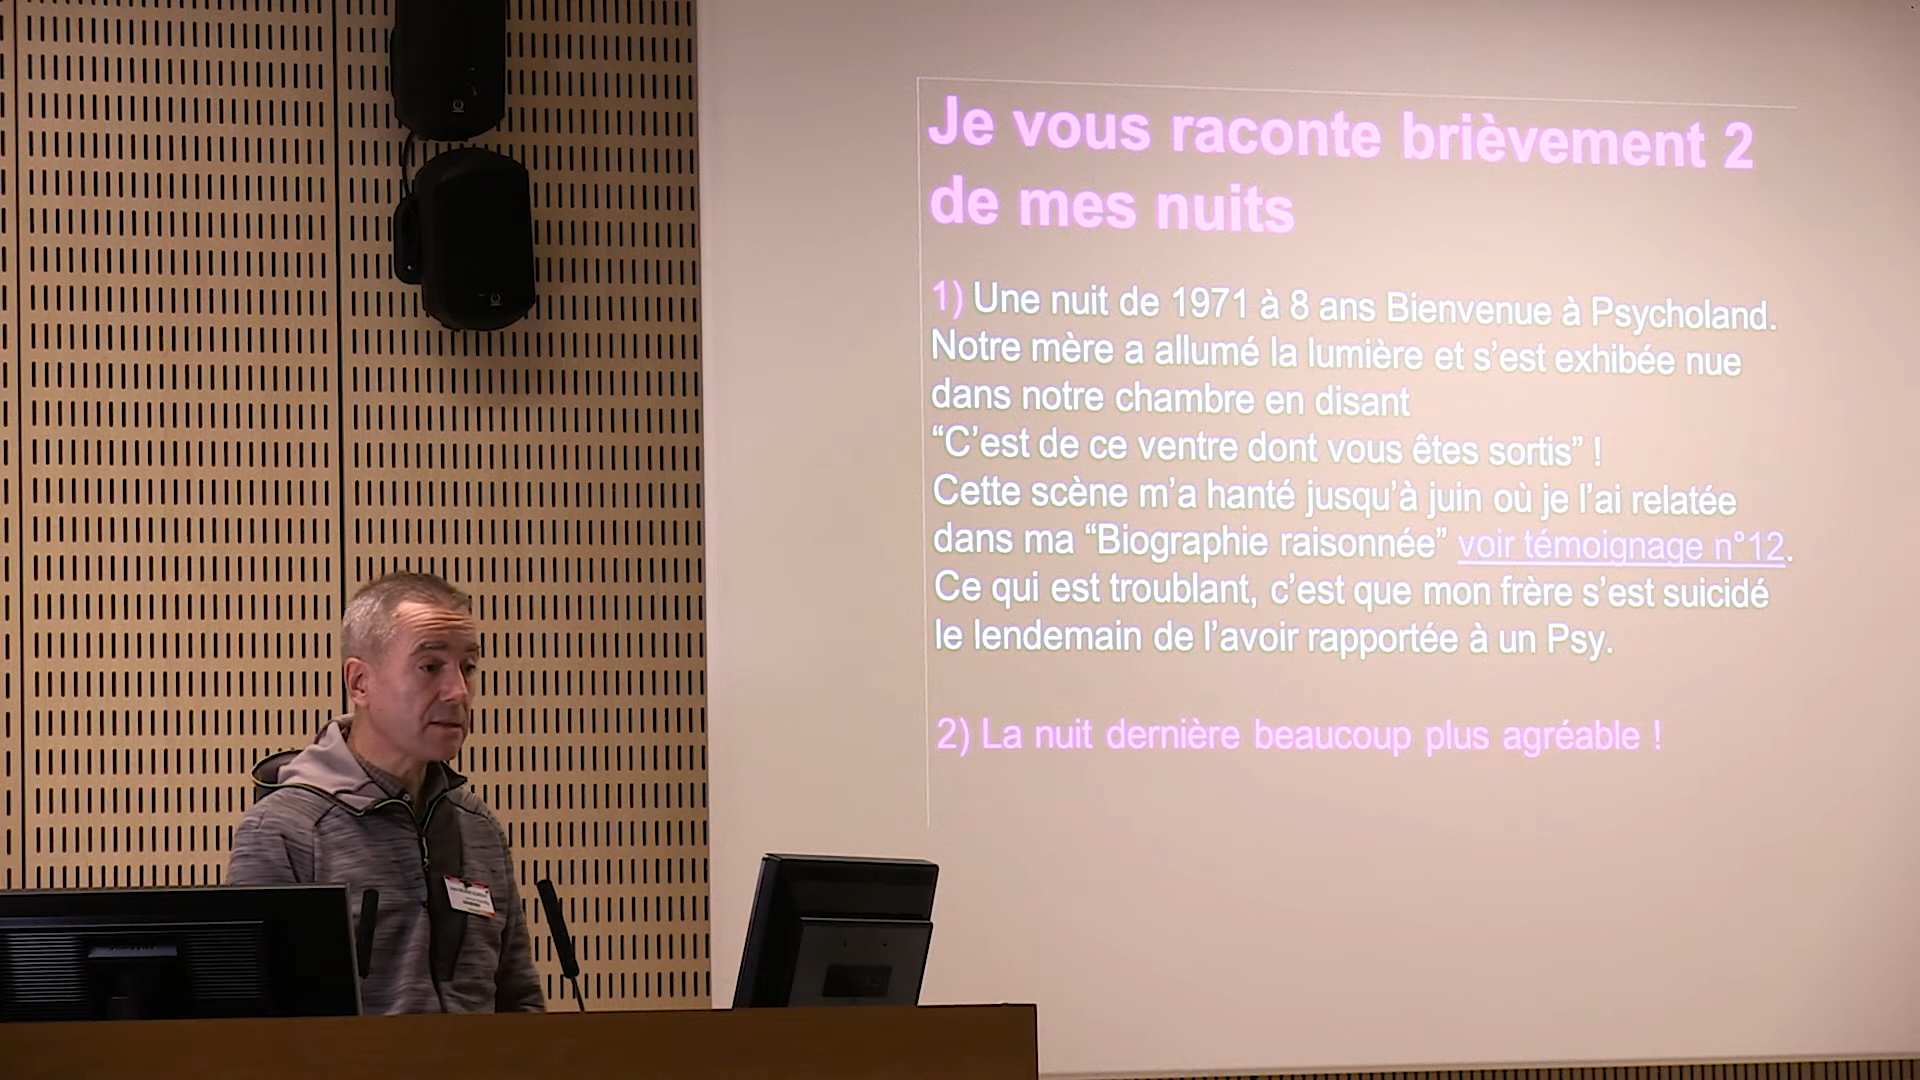 Je vous raconte brièvement 2
de mes nuits
1) Une nuit de 1971 à 8 ans Bienvenue à Psycholand.
Notre mère a allumé la lumière et s’est exhibée nue
dans notre chambre en disant
“C’est de ce ventre dont vous êtes sortis” !
Cette scène m’a hanté jusqu’à juin où je l’ai relatée
dans ma “Biographie raisonnée” voir témoignage n°12.
Ce qui est troublant, c’est que mon frère s’est suicidé
le lendemain de l’avoir rapportée à un Psy.
2) La nuit dernière beaucoup plus agréable !